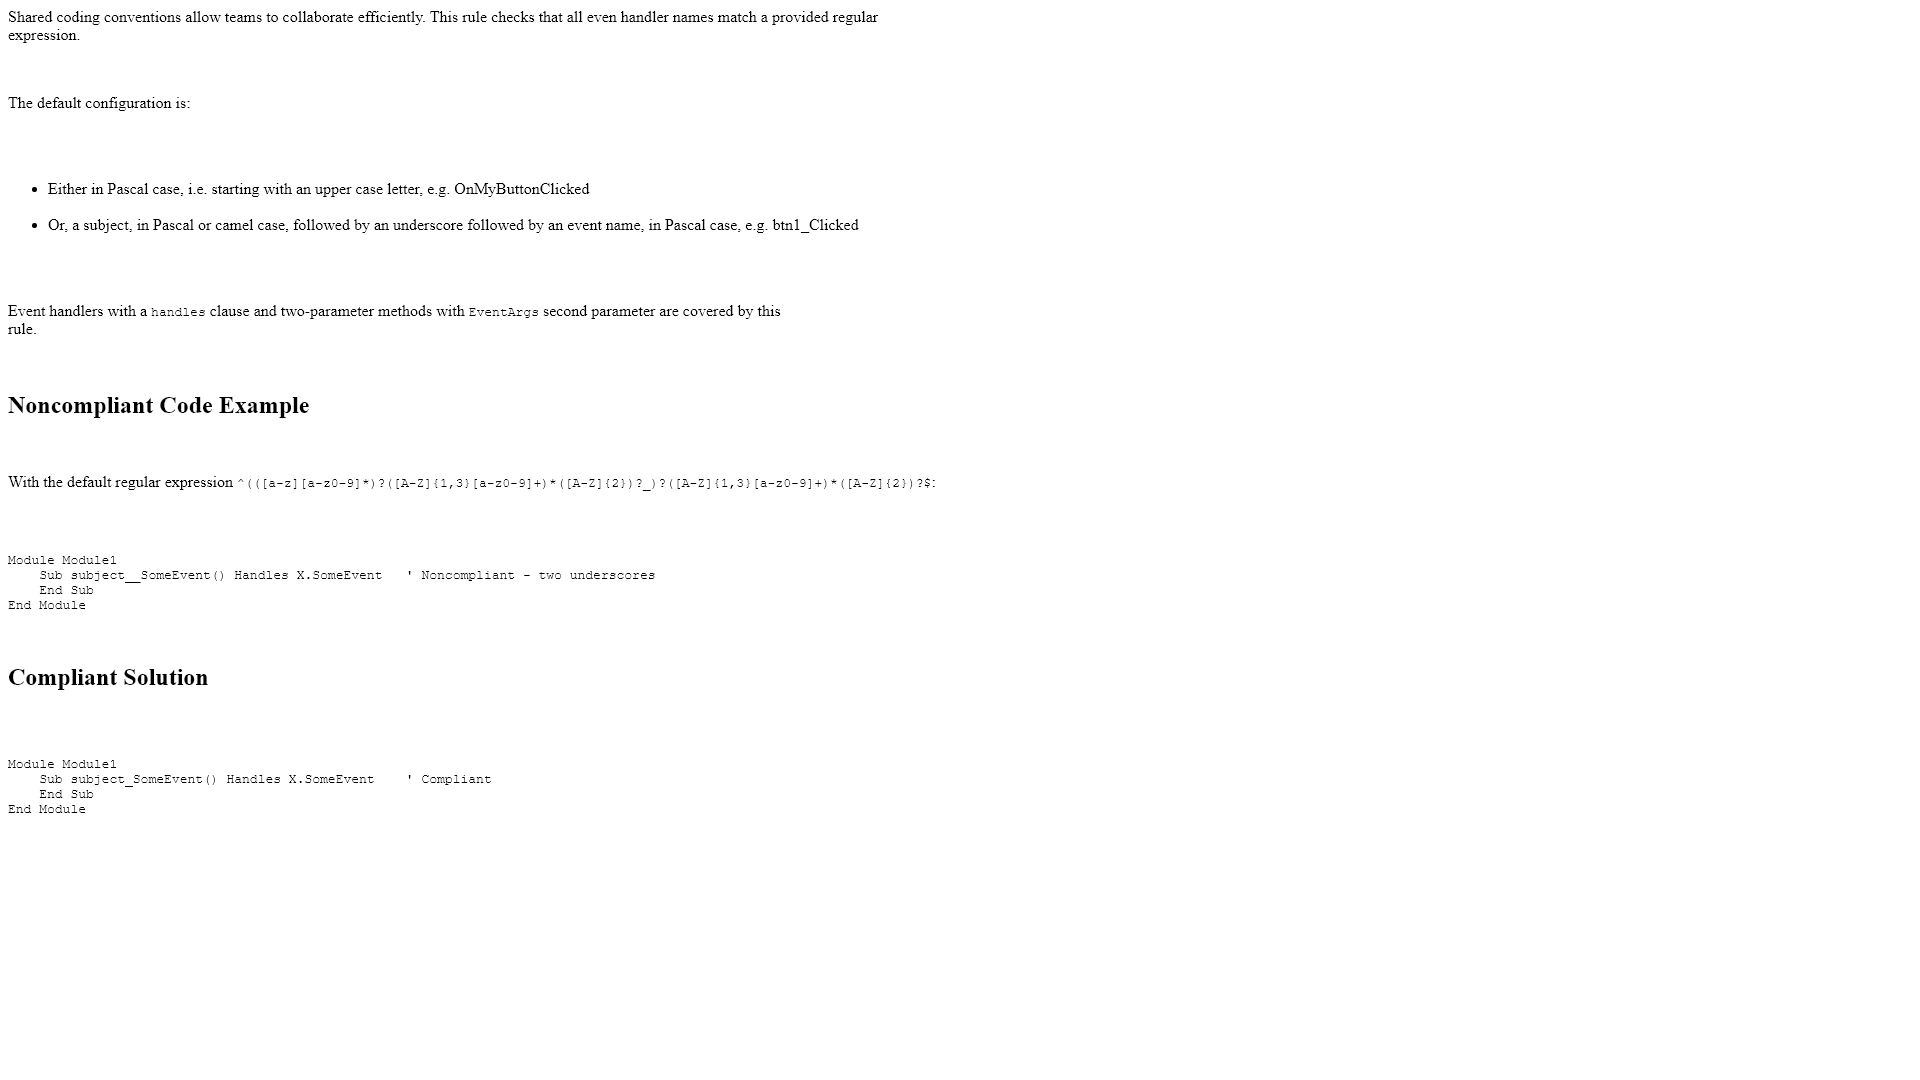 Shared coding conventions allow teams to collaborate efficiently. This rule checks that all even handler names match a provided regular
expression.
The default configuration is:
• Either in Pascal case, i.e. starting with an upper case letter, e.g. OnMyButtonClicked
• Or, a subject, in Pascal or camel case, followed by an underscore followed by an event name, in Pascal case, e.g. btn1_Clicked
Event handlers with a handles clause and two-parameter methods with EventArgs second parameter are covered by this
rule.
Noncompliant Code Example
With the default regular expression ^(([a-z][a-z0-9]*)?([A-Z]{1,3}[a-z0-9]+)*([A-Z]{2})?_)?([A-Z]{1,3}[a-z0-9]+)*([A-Z]{2})?$:
Module Module1
    Sub subject__SomeEvent() Handles X.SomeEvent   ' Noncompliant - two underscores
    End Sub
End Module
Compliant Solution
Module Module1
    Sub subject_SomeEvent() Handles X.SomeEvent    ' Compliant
    End Sub
End Module